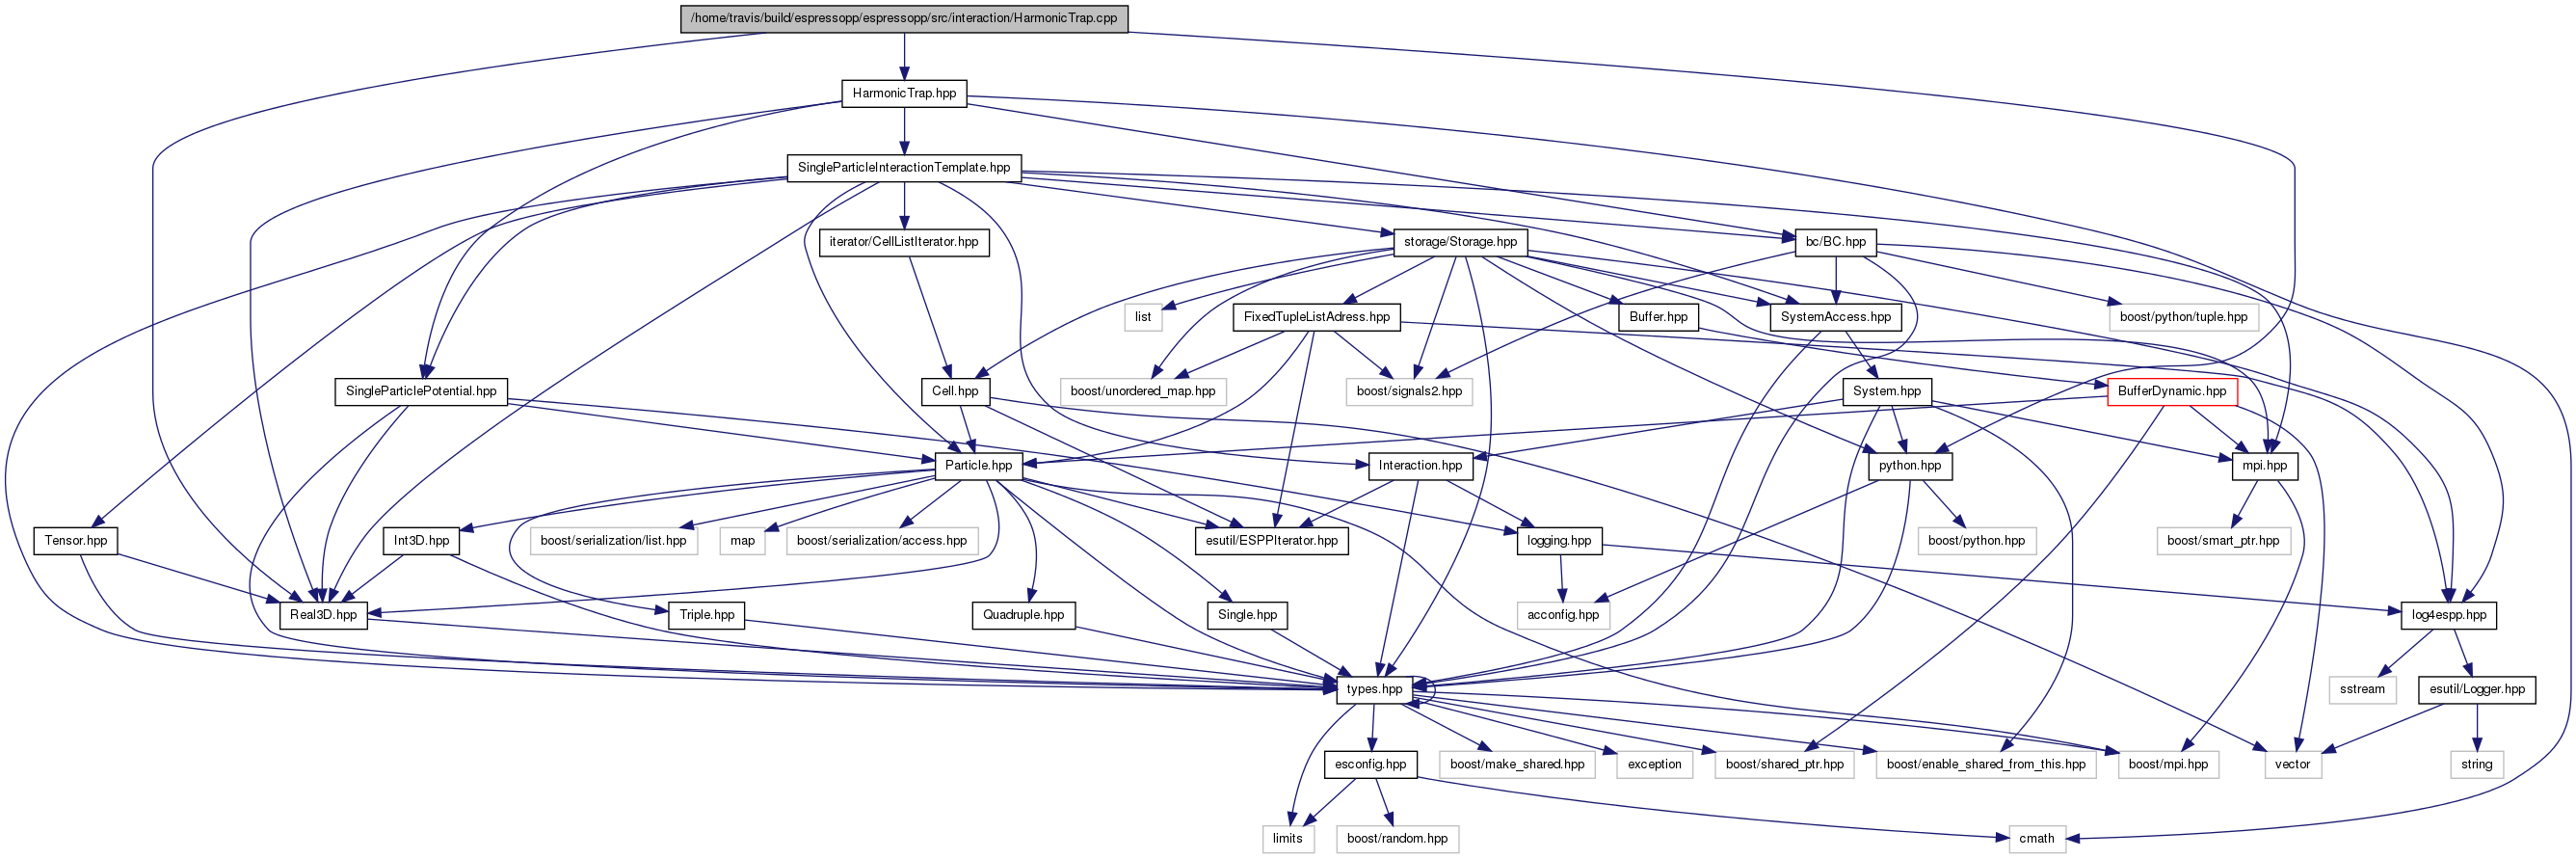 /home/travis/build/espressopp/espressopp/src/interaction/HarmonicTrap.cpp
HarmonicTrap.hpp
SingleParticleInteractionTemplate.hpp
iterator/CellListIterator.hpp
storage/Storage.hpp
bc/BC.hpp
list
FixedTupleListAdress.hpp
Buffer.hpp
SystemAccess.hpp
boost/python/tuple.hpp
SingleParticlePotential.hpp
Cell.hpp
boost/unordered_map.hpp
boost/signals2.hpp
System.hpp
BufferDynamic.hpp
Particle.hpp
Interaction.hpp
python.hpp
mpi.hpp
Tensor.hpp
Int3D.hpp
boost/serialization/list.hpp
map
boost/serialization/access.hpp
esutil/ESPPIterator.hpp
logging.hpp
boost/python.hpp
boost/smart_ptr.hpp
Real3D.hpp
Triple.hpp
Quadruple.hpp
Single.hpp
acconfig.hpp
log4espp.hpp
types.hpp
sstream
esutil/Logger.hpp
esconfig.hpp
boost/make_shared.hpp
exception
boost/shared_ptr.hpp
boost/enable_shared_from_this.hpp
boost/mpi.hpp
vector
string
limits
boost/random.hpp
cmath